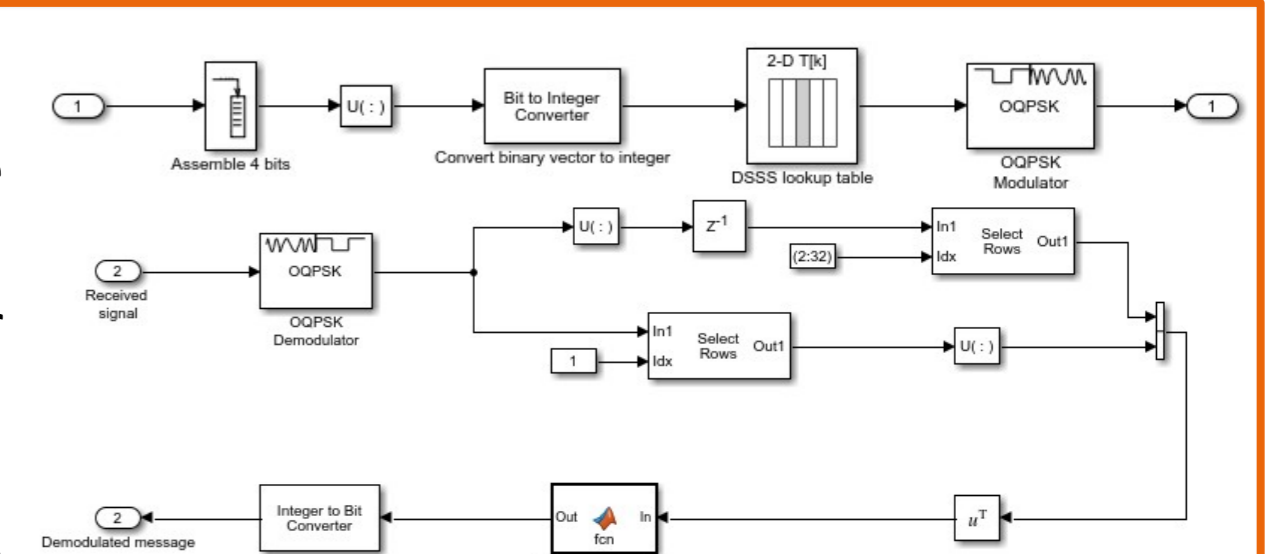 1
Assemble 4 bits
U( : )
Bit to Integer
Converter
Convert binary vector to integer
2-D T[k]
DSSS lookup table
OQPSK
OQPSK
Modulator
1
2
Received
signal
OQPSK
OQPSK
Demodulator
U( : )
Z-1
(2:32)
In1
Idx
Select
Rows
Out1
1
In1
Idx
Select
Rows
Out1
U( : )
2
Demodulated message
Integer to Bit
Converter
Out
In
fcn
uT